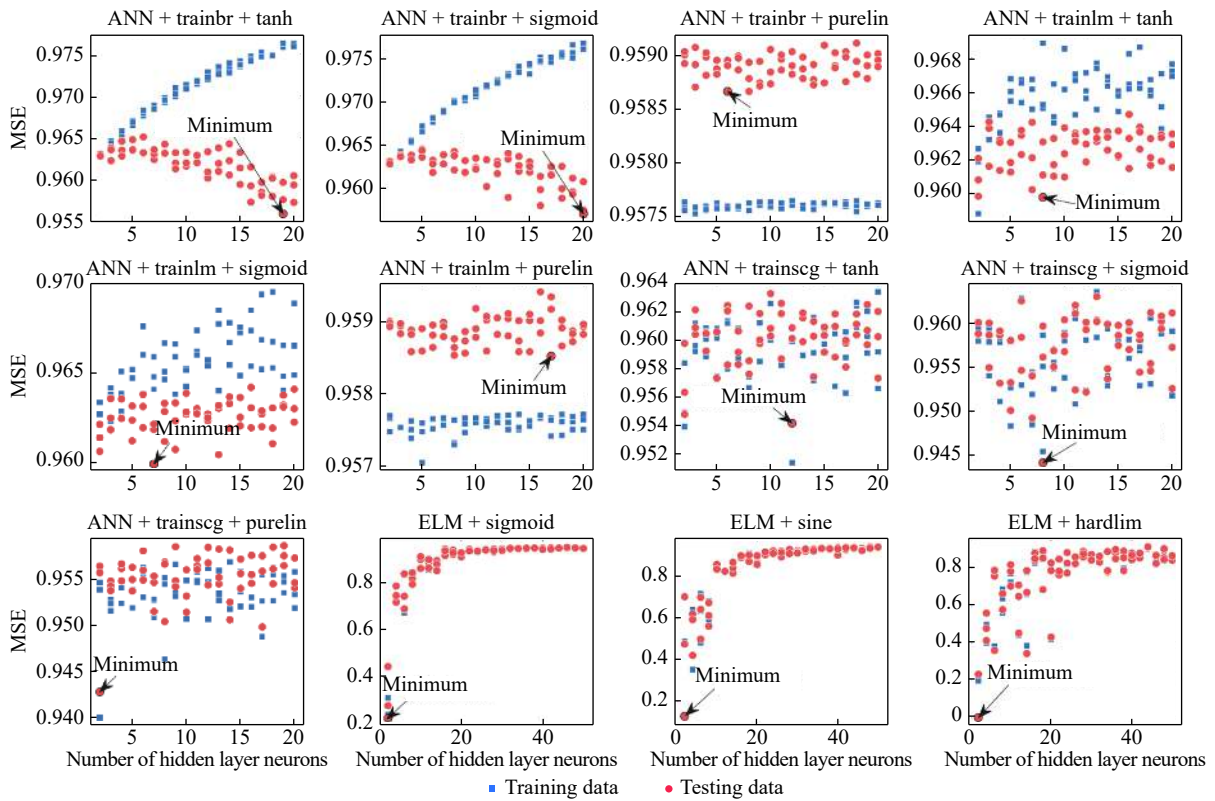 ANN + trainbr + tanh
ANN + trainbr + sigmoid
ANN + trainbr + purelin
ANN + trainlm + tanh
0.975
0.970
0.965
0.960
0.955
MSE
Minimum
5 10 15 20
0.975
0.970
0.965
0.960
Minimum
5 10 15 20
0.9590
0.9585
0.9580
0.9575
Minimum
5 10 15 20
0.968
0.966
0.964
0.962
0.960
Minimum
5 10 15 20
ANN + trainlm + sigmoid
ANN + trainlm + purelin
ANN + trainscg + tanh
ANN + trainscg + sigmoid
0.970
0.965
0.960
MSE
Minimum
5 10 15 20
0.959
0.958
0.957
Minimum
5 10 15 20
0.964
0.962
0.960
0.958
0.956
0.954
0.952
Minimum
5 10 15 20
0.960
0.955
0.950
0.945
Minimum
5 10 15 20
ANN + trainscg + purelin
ELM + sigmoid
ELM + sine
ELM + hardlim
0.955
0.950
0.945
0.940
MSE
Minimum
5 10 15 20
Number of hidden layer neurons
0.8
0.6
0.4
0.2
Minimum
0 20 40
Number of hidden layer neurons
0.8
0.6
0.4
0.2
Minimum
0 20 40
Number of hidden layer neurons
0.8
0.6
0.4
0.2
0
Minimum
0 20 40
Number of hidden layer neurons
Training data
Testing data